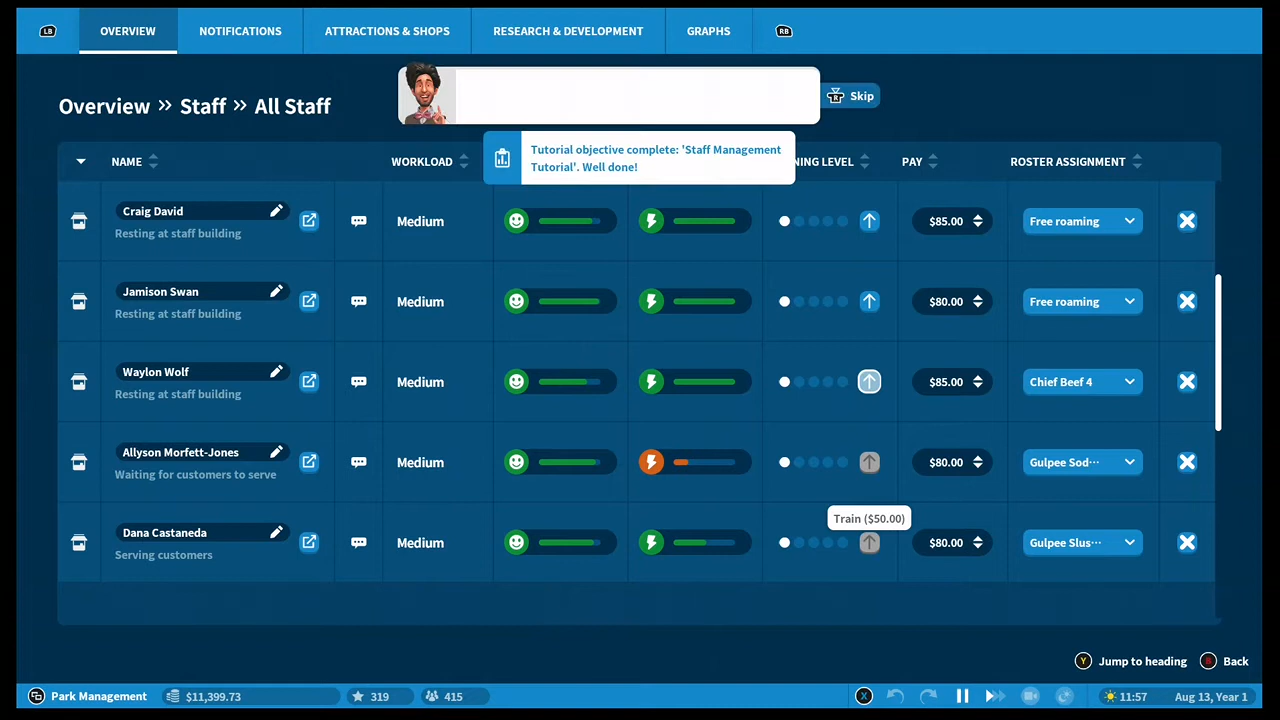 LB
OVERVIEW
NOTIFICATIONS
ATTRACTIONS & SHOPS
RESEARCH & DEVELOPMENT
GRAPHS
RB
Overview » Staff » All Staff
R
Skip
Tutorial objective complete: 'Staff Management
Tutorial'. Well done!
NAME
WORKLOAD
NING LEVEL
PAY
ROSTER ASSIGNMENT
Craig David
Resting at staff building
Medium
$85.00
Free roaming
Jamison Swan
Resting at staff building
Medium
$80.00
Free roaming
Waylon Wolf
Resting at staff building
Medium
$85.00
Chief Beef 4
Allyson Morfett-Jones
Waiting for customers to serve
Medium
$80.00
Gulpee Sod···
Train ($50.00)
Dana Castaneda
Serving customers
Medium
$80.00
Gulpee Slus···
Y Jump to heading
B Back
Park Management
$11,399.73
319
415
X
11:57
Aug 13, Year 1